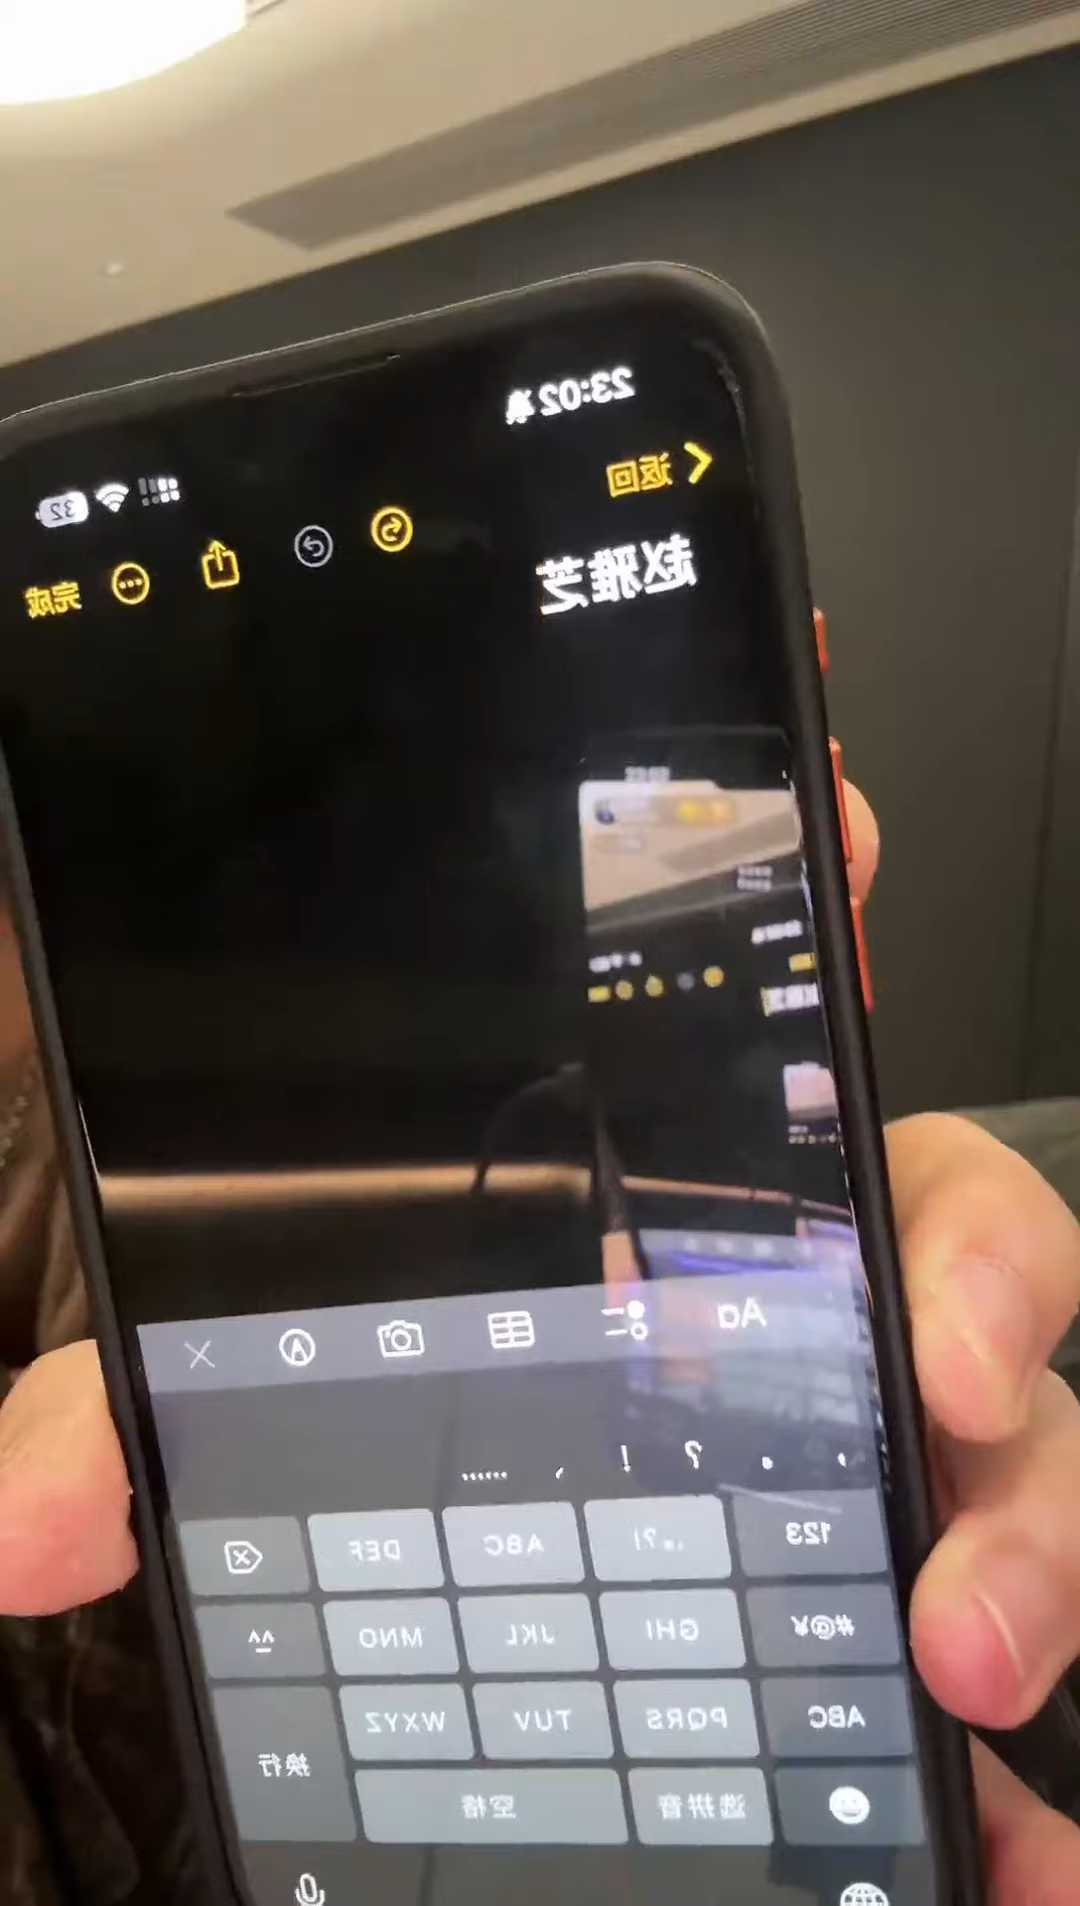 23:02
32
返回
完成
赵雅芝
Aa
， 。 ？ ！ 、 ……
123 ,。?! ABC DEF
#@¥ GHI JKL MNO
ABC PQRS TUV WXYZ
换行
选拼音 空格